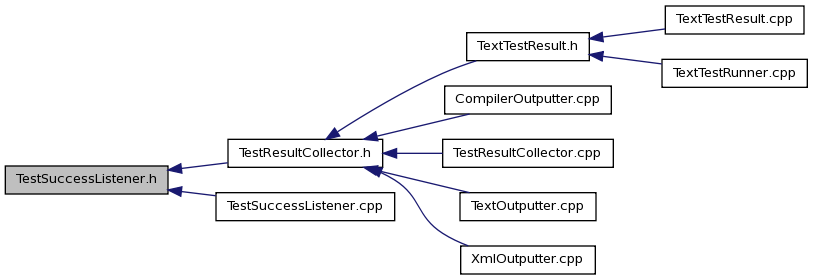 TextTestResult.cpp
TextTestResult.h
TextTestRunner.cpp
CompilerOutputter.cpp
TestResultCollector.h
TestResultCollector.cpp
TestSuccessListener.h
TestSuccessListener.cpp
TextOutputter.cpp
XmlOutputter.cpp